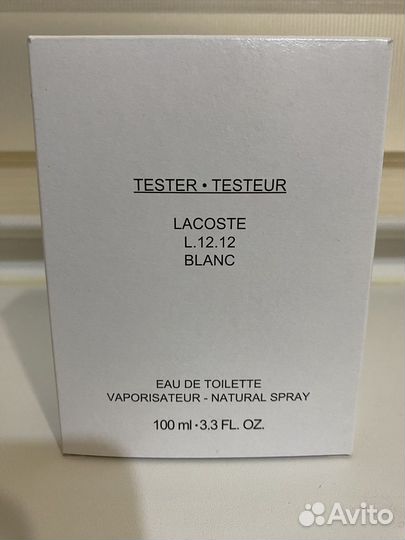 TESTER • TESTEUR
LACOSTE
L.12.12
BLANC
EAU DE TOILETTE
VAPORISATEUR - NATURAL SPRAY
100 ml • 3.3 FL. OZ.
Avito